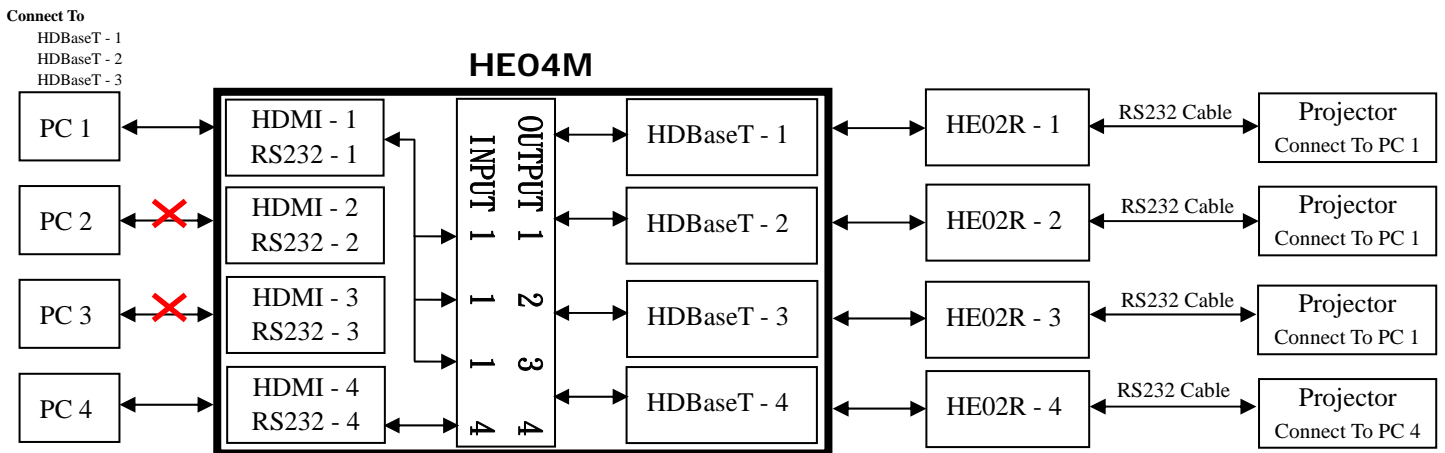 Connect To
HDBaseT - 1
HDBaseT - 2
HDBaseT - 3
HE04M
PC 1
HDMI - 1
RS232 - 1
OUTPUT 1 2 3 4
INPUT 1 1 1 4
HDBaseT - 1
HE02R - 1
RS232 Cable
Projector
Connect To PC 1
PC 2
HDMI - 2
RS232 - 2
HDBaseT - 2
HE02R - 2
RS232 Cable
Projector
Connect To PC 1
PC 3
HDMI - 3
RS232 - 3
HDBaseT - 3
HE02R - 3
RS232 Cable
Projector
Connect To PC 1
PC 4
HDMI - 4
RS232 - 4
HDBaseT - 4
HE02R - 4
RS232 Cable
Projector
Connect To PC 4